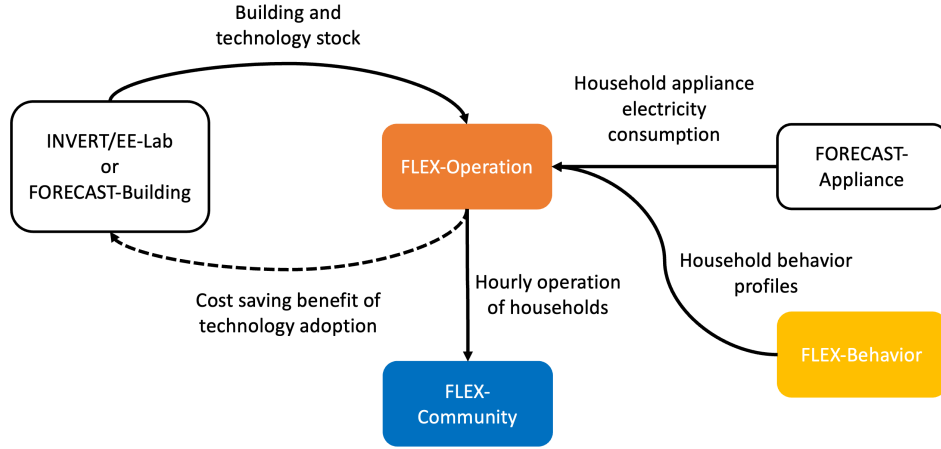 Building and
technology stock
INVERT/EE-Lab
or
FORECAST-Building
FLEX-Operation
Household appliance
electricity
consumption
FORECAST-
Appliance
Cost saving benefit of
technology adoption
Hourly operation
of households
Household behavior
profiles
FLEX-Behavior
FLEX-
Community